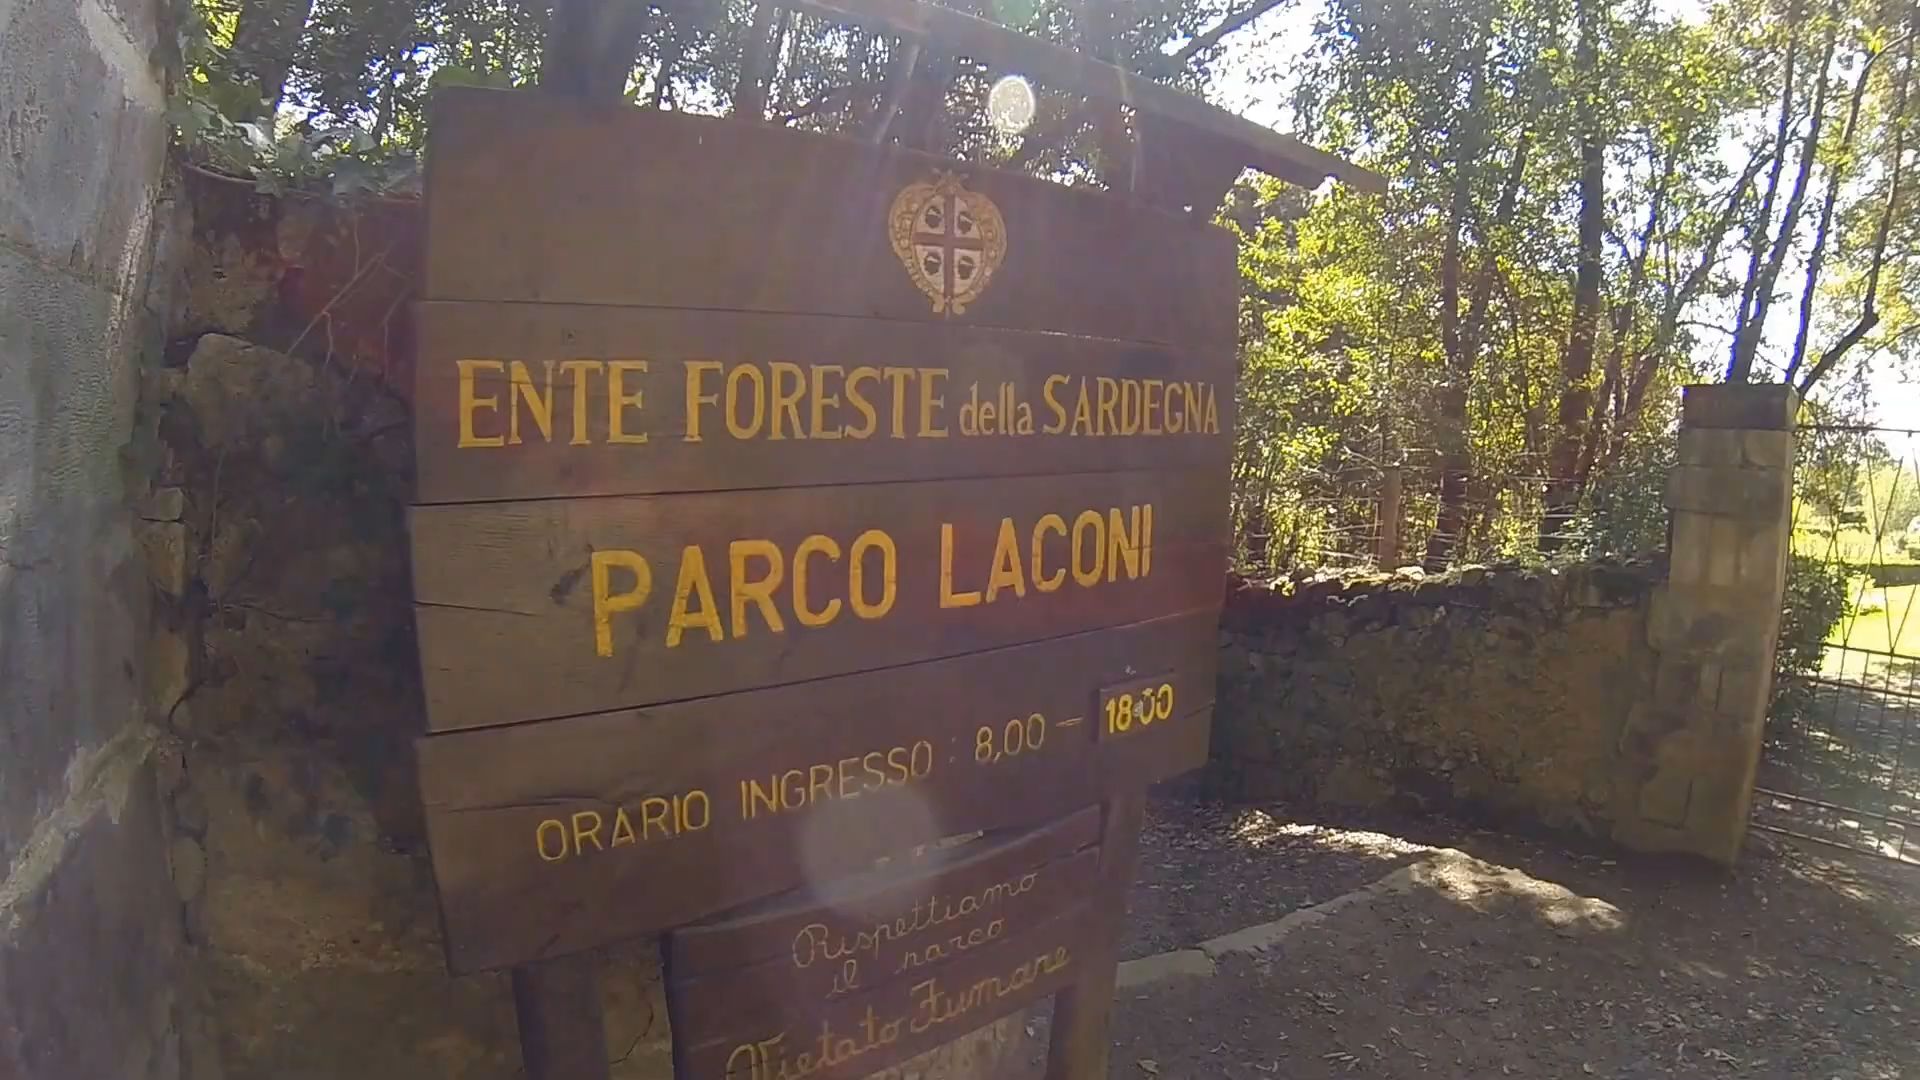 ENTE FORESTE della SARDEGNA
PARCO LACONI
ORARIO INGRESSO : 8,00 – 18.00
Rispettiamo
il parco
Vietato Fumare